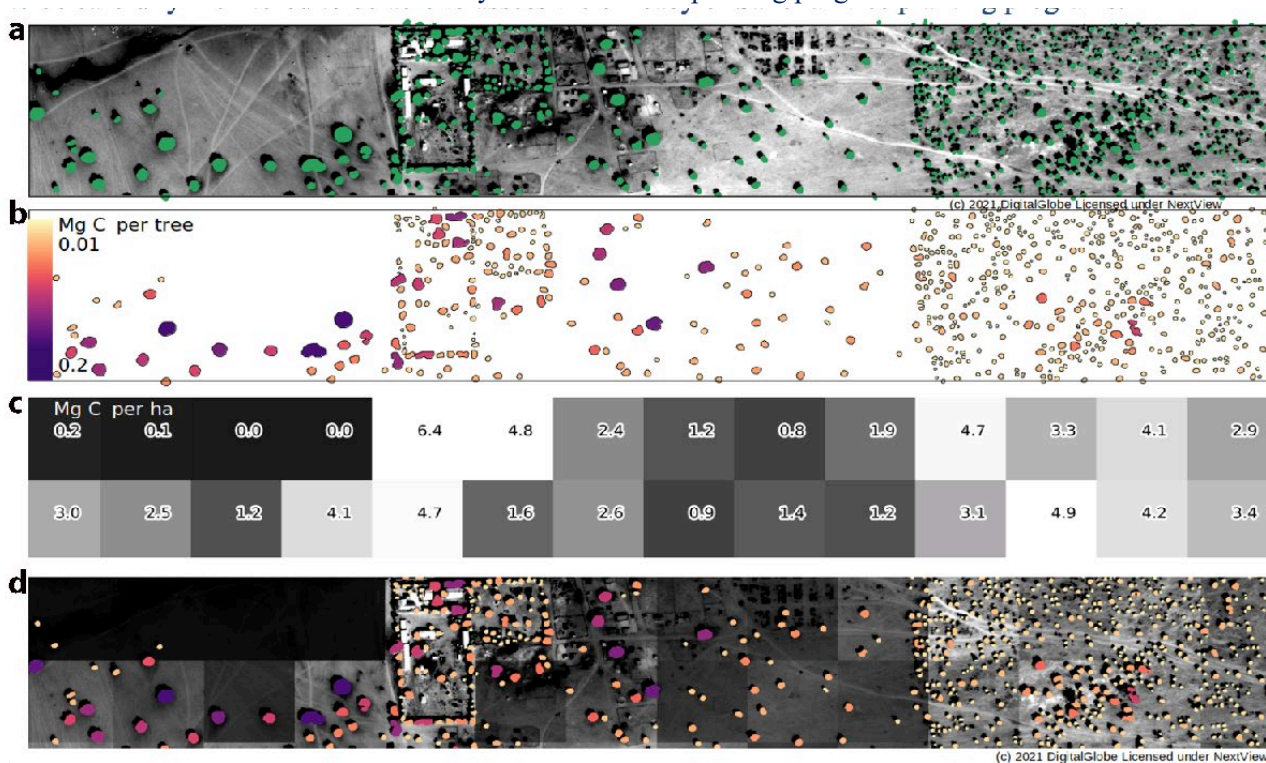 a
(c) 2021 DigitalGlobe Licensed under NextView
b
Mg C per tree
0.01
0.2
c
Mg C per ha
0.2 0.1 0.0 0.0 6.4 4.8 2.4 1.2 0.8 1.9 4.7 3.3 4.1 2.9
3.0 2.5 1.2 4.1 4.7 1.6 2.6 0.9 1.4 1.2 3.1 4.9 4.2 3.4
d
(c) 2021 DigitalGlobe Licensed under NextView